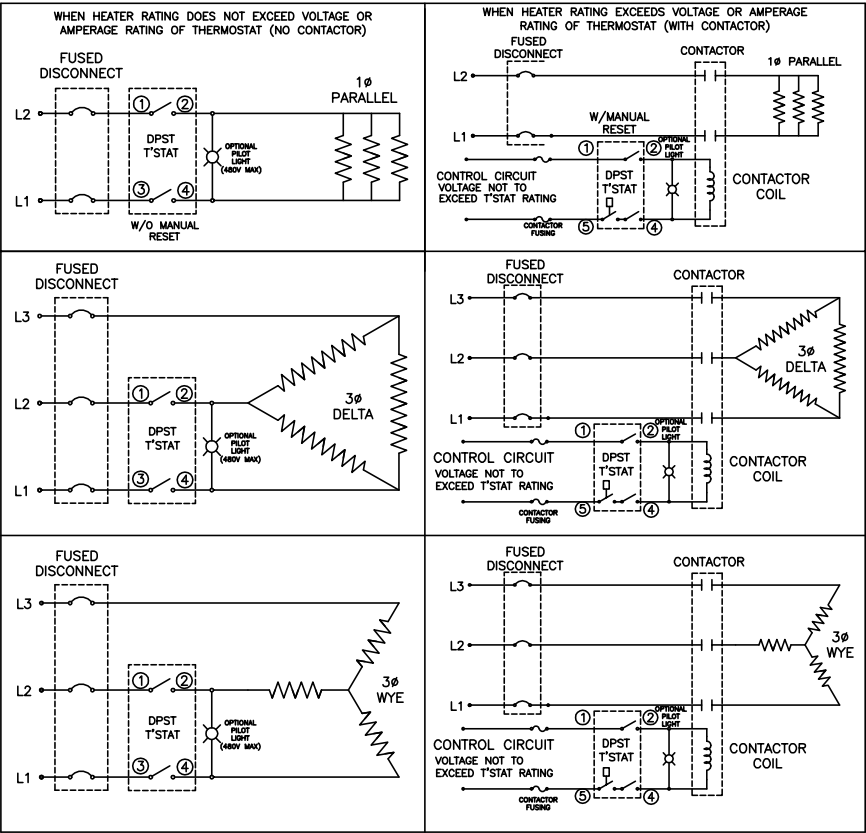 WHEN HEATER RATING DOES NOT EXCEED VOLTAGE OR
AMPERAGE RATING OF THERMOSTAT (NO CONTACTOR)
FUSED
DISCONNECT
1ø
PARALLEL
L2
1 2
DPST
T'STAT
OPTIONAL
PILOT
LIGHT
(480V MAX)
3 4
L1
W/O MANUAL
RESET
WHEN HEATER RATING EXCEEDS VOLTAGE OR AMPERAGE
RATING OF THERMOSTAT (WITH CONTACTOR)
FUSED
DISCONNECT
CONTACTOR
1ø PARALLEL
L2
W/MANUAL
RESET
L1
1 2
OPTIONAL
PILOT
LIGHT
CONTROL CIRCUIT
VOLTAGE NOT TO
EXCEED T'STAT RATING
DPST
T'STAT
CONTACTOR
COIL
CONTACTOR
FUSING
5 4
FUSED
DISCONNECT
L3
L2
1 2
3ø
DELTA
DPST
T'STAT
OPTIONAL
PILOT
LIGHT
(480V MAX)
3 4
L1
FUSED
DISCONNECT
CONTACTOR
L3
L2
3ø
DELTA
L1
1 2
OPTIONAL
PILOT
LIGHT
CONTROL CIRCUIT
VOLTAGE NOT TO
EXCEED T'STAT RATING
DPST
T'STAT
CONTACTOR
COIL
CONTACTOR
FUSING
5 4
FUSED
DISCONNECT
L3
L2
1 2
3ø
WYE
DPST
T'STAT
OPTIONAL
PILOT
LIGHT
(480V MAX)
3 4
L1
FUSED
DISCONNECT
CONTACTOR
L3
L2
3ø
WYE
L1
1 2
OPTIONAL
PILOT
LIGHT
CONTROL CIRCUIT
VOLTAGE NOT TO
EXCEED T'STAT RATING
DPST
T'STAT
CONTACTOR
COIL
CONTACTOR
FUSING
5 4